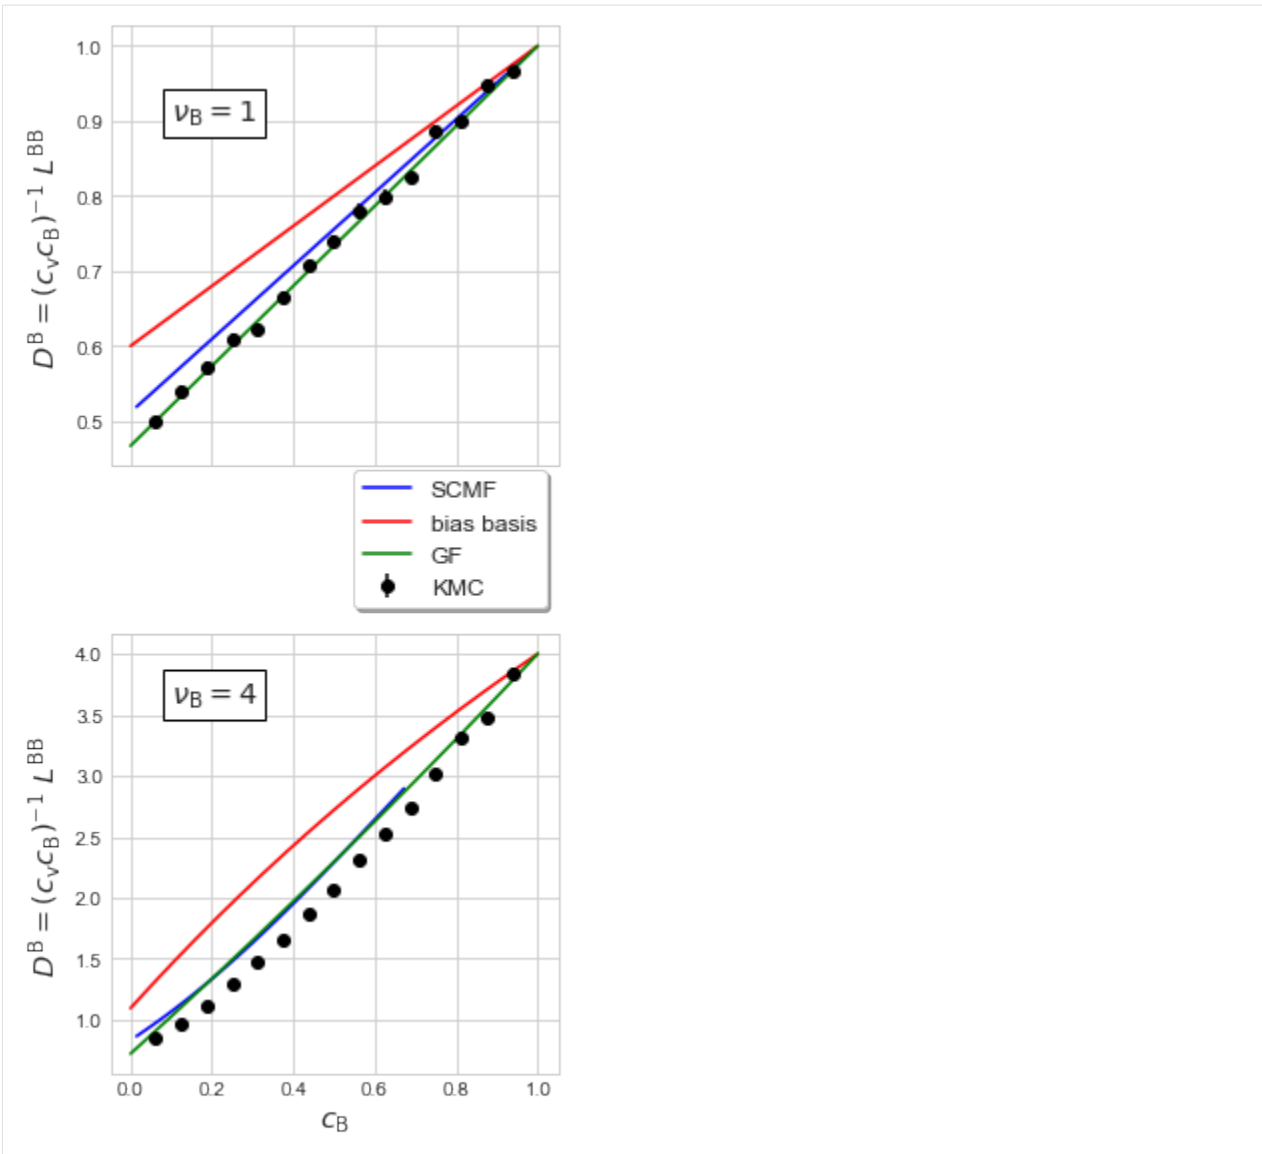 1.0
ν_B = 1
0.9
0.8
0.7
0.6
0.5
D^B = (c_v c_B)^−1 L^BB
SCMF
bias basis
GF
KMC
4.0
ν_B = 4
3.5
3.0
2.5
2.0
1.5
1.0
D^B = (c_v c_B)^−1 L^BB
0.0 0.2 0.4 0.6 0.8 1.0
c_B